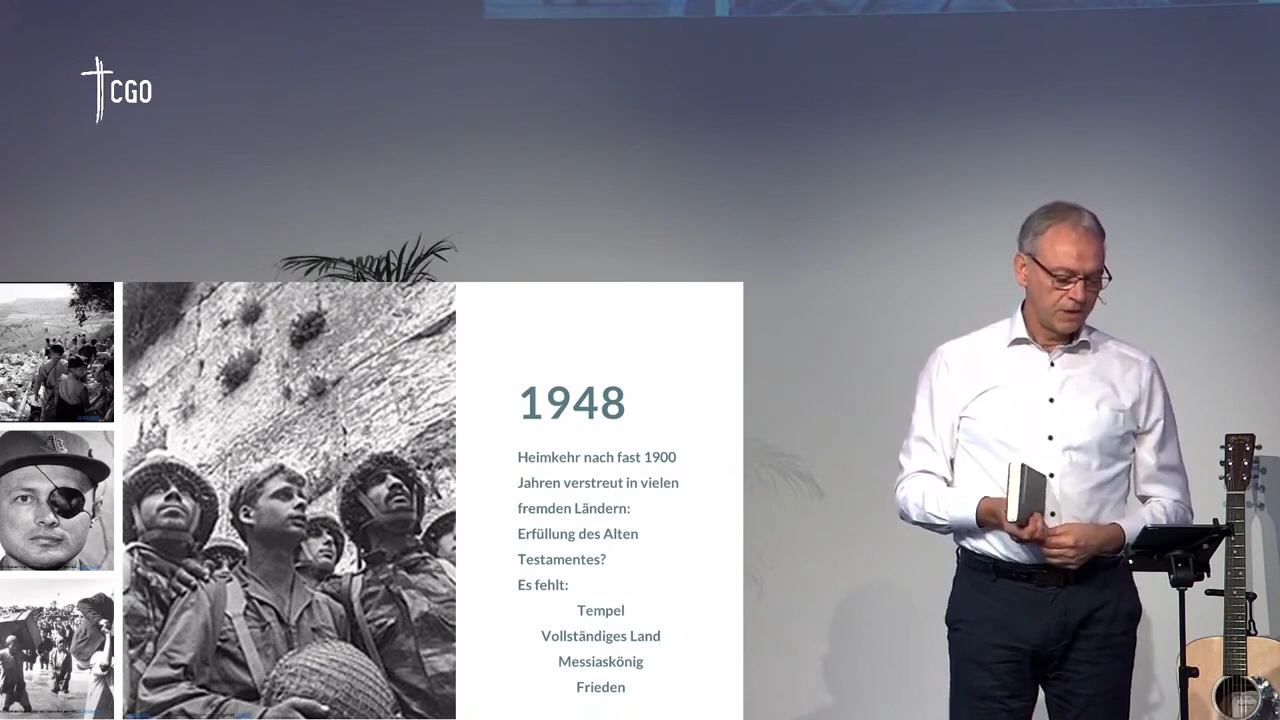 CGO
1948
Heimkehr nach fast 1900
Jahren verstreut in vielen
fremden Ländern:
Erfüllung des Alten
Testamentes?
Es fehlt:
Tempel
Vollständiges Land
Messiaskönig
Frieden